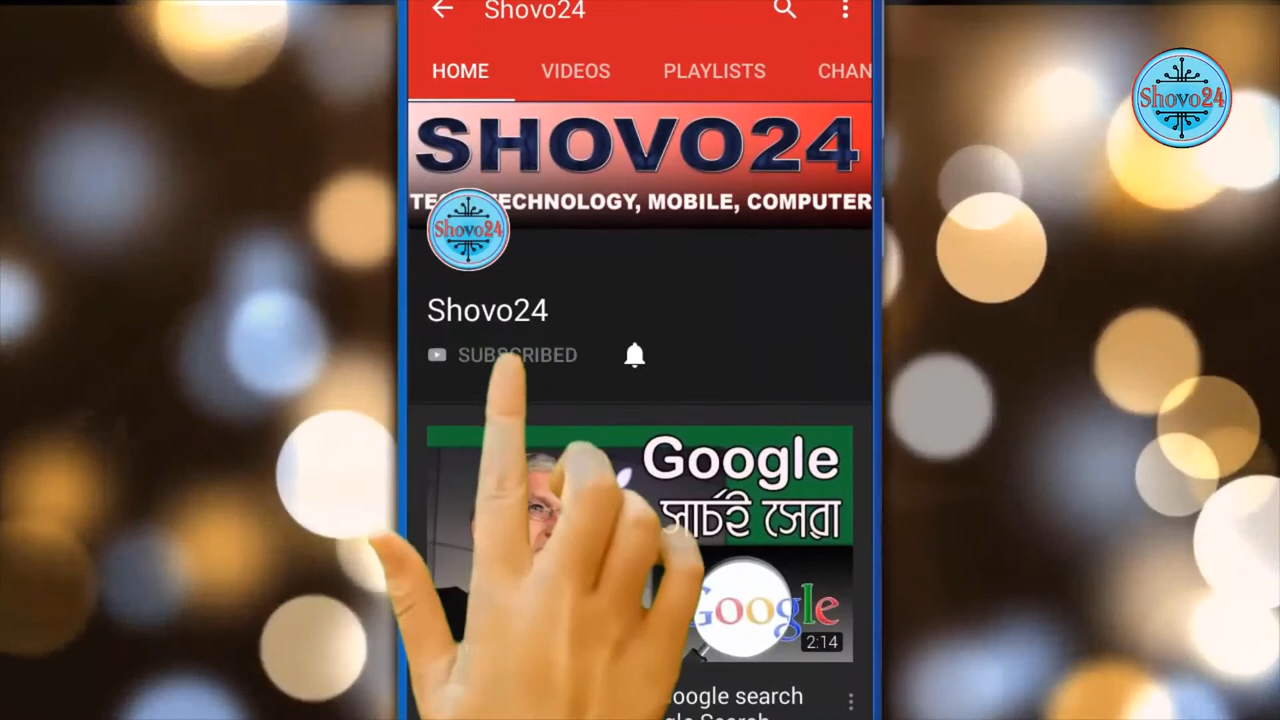 Shovo24
HOME VIDEOS PLAYLISTS CHAN
Shovo24
SHOVO24
TECHNOLOGY, MOBILE, COMPUTER
Shovo24
Shovo24
SUBSCRIBED
Google
সার্চই সেরা
Google
2:14
oogle search